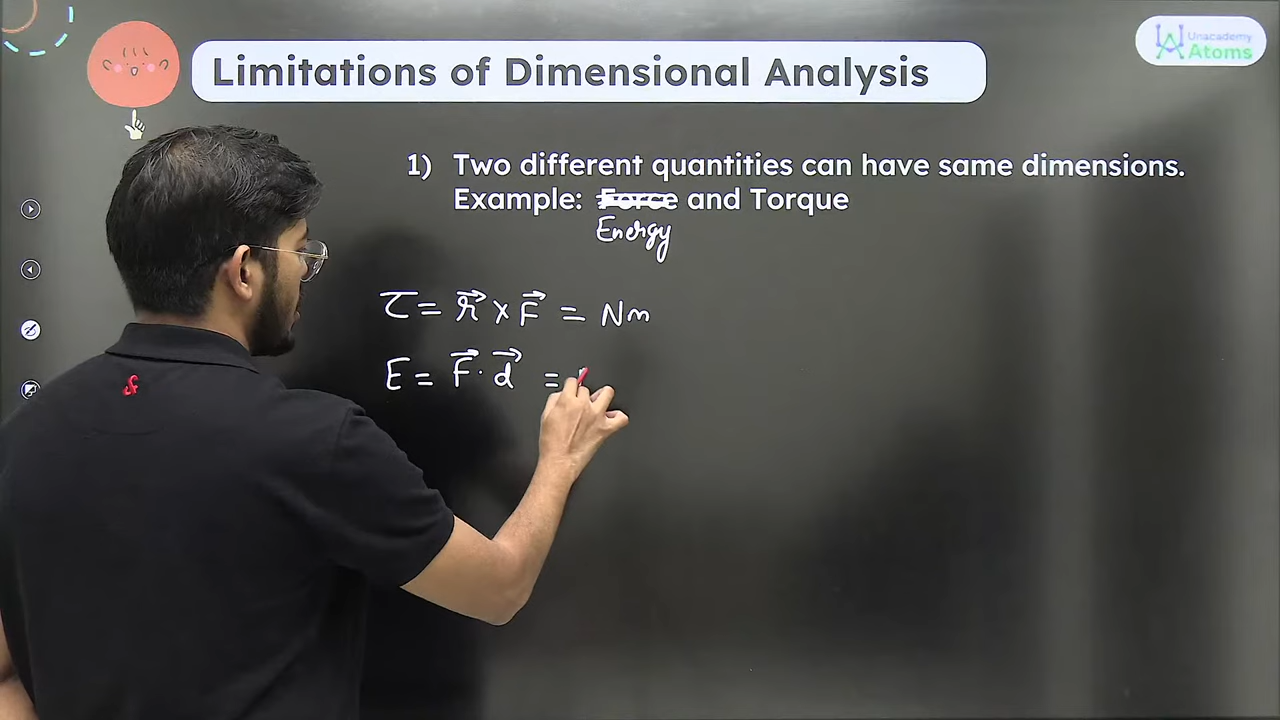 Limitations of Dimensional Analysis
Unacademy
Atoms
1) Two different quantities can have same dimensions.
Example: Force and Torque
Energy
τ = r⃗ × F⃗ = Nm
E = F⃗ · d⃗ =